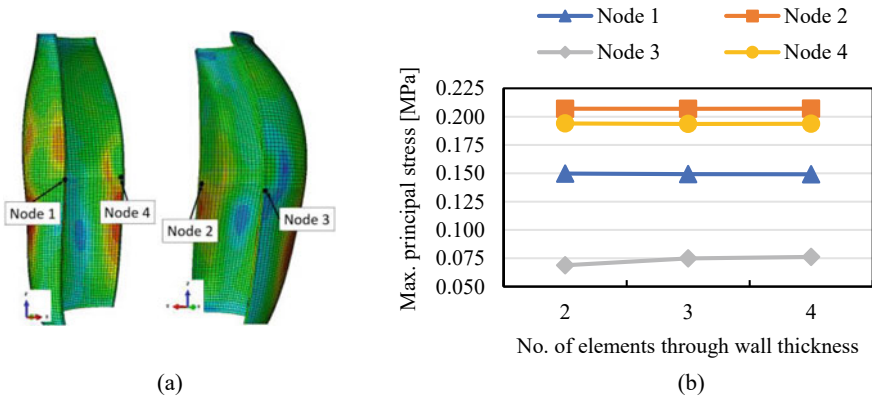 Node 1
Node 4
Node 2
Node 3
(a)
Node 1
Node 2
Node 3
Node 4
Max. principal stress [MPa]
0.225
0.200
0.175
0.150
0.125
0.100
0.075
0.050
2
3
4
No. of elements through wall thickness
(b)